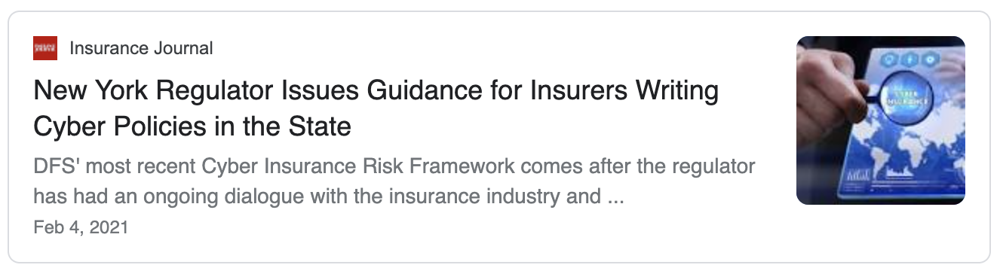 Insurance Journal
New York Regulator Issues Guidance for Insurers Writing
Cyber Policies in the State
DFS' most recent Cyber Insurance Risk Framework comes after the regulator
has had an ongoing dialogue with the insurance industry and ...
Feb 4, 2021
CYBER
INSURANCE